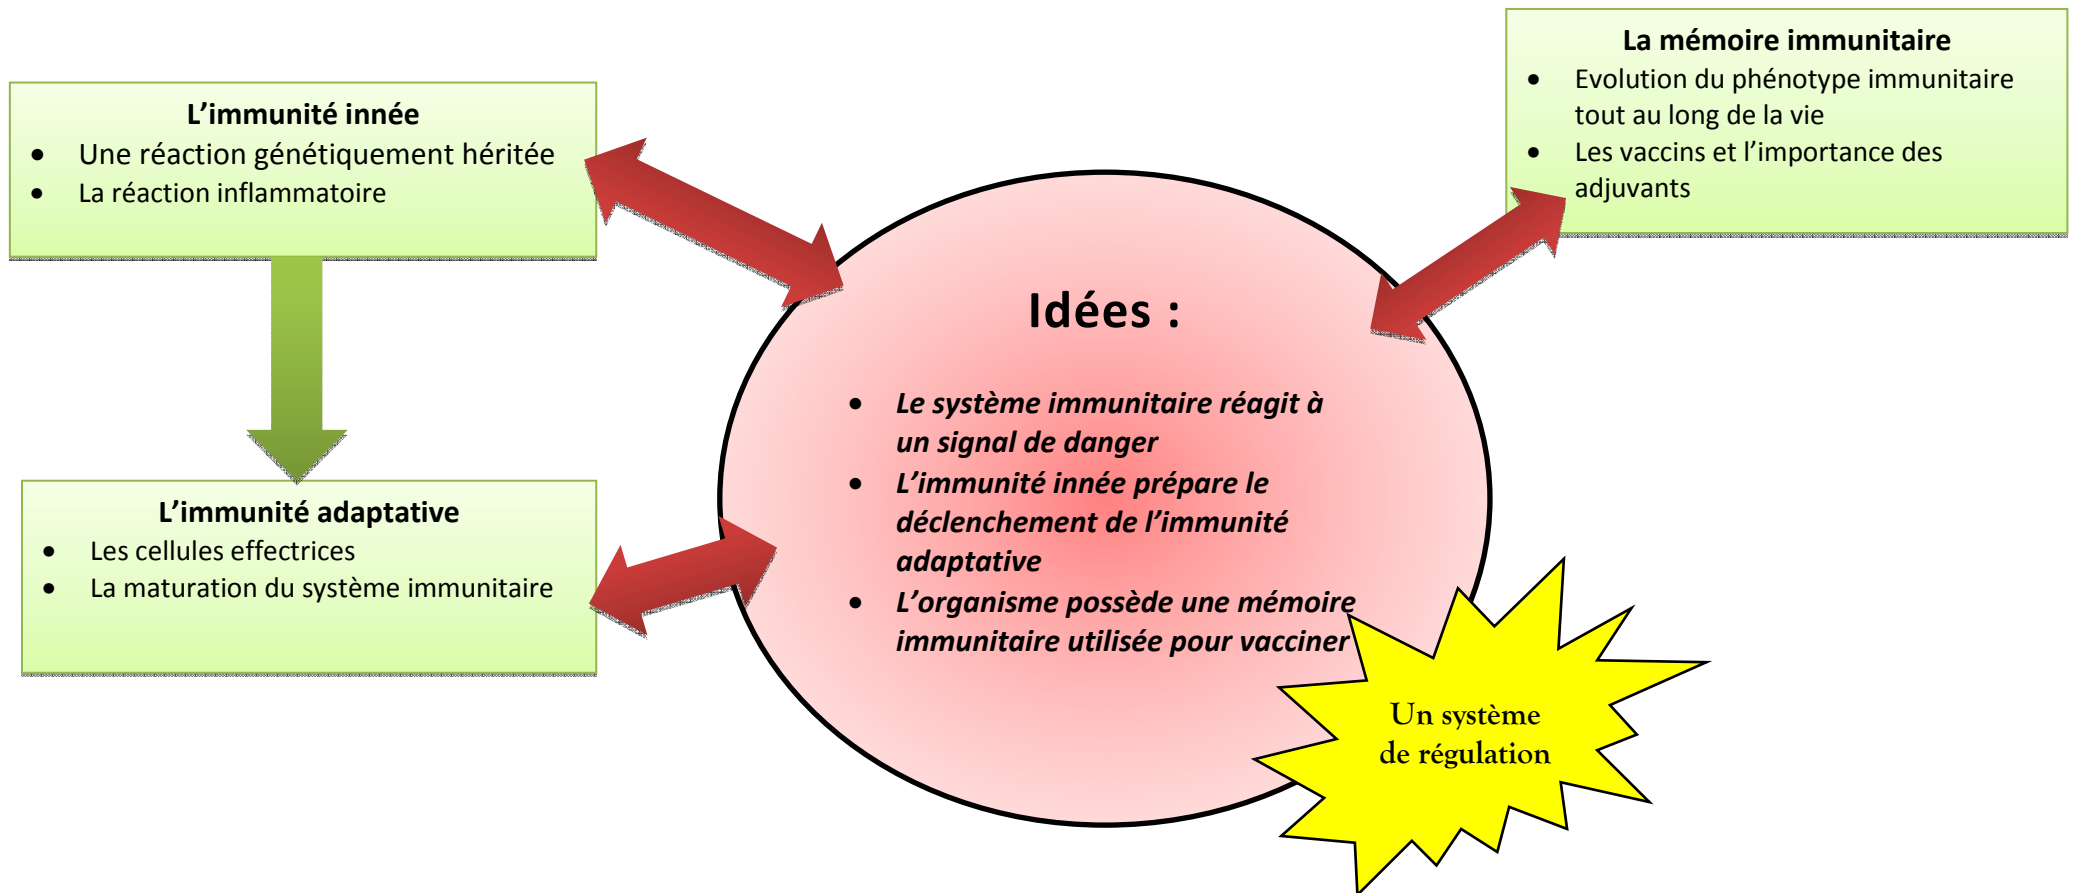 L’immunité innée
• Une réaction génétiquement héritée
• La réaction inflammatoire
La mémoire immunitaire
• Evolution du phénotype immunitaire
tout au long de la vie
• Les vaccins et l’importance des
adjuvants
Idées :
• Le système immunitaire réagit à
un signal de danger
• L’immunité innée prépare le
déclenchement de l’immunité
adaptative
• L’organisme possède une mémoire
immunitaire utilisée pour vacciner
L’immunité adaptative
• Les cellules effectrices
• La maturation du système immunitaire
Un système
de régulation